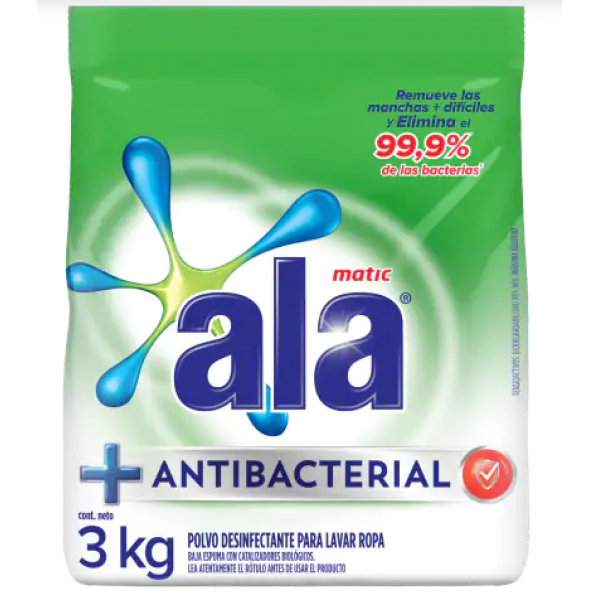 Remueve las
manchas + difíciles
y Elimina el
99,9%
de las bacterias*
matic
ala®
+ ANTIBACTERIAL
cont. neto
3 kg
POLVO DESINFECTANTE PARA LAVAR ROPA
BAJA ESPUMA CON CATALIZADORES BIOLÓGICOS.
LEA ATENTAMENTE EL RÓTULO ANTES DE USAR EL PRODUCTO